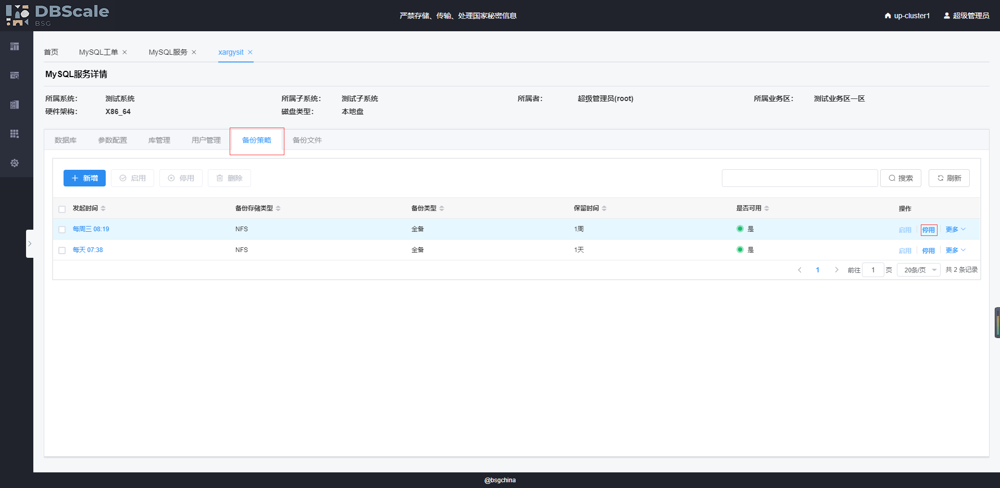 DBScale
BSG
严禁存储、传输、处理国家秘密信息
up-cluster1
超级管理员
首页
MySQL工单
MySQL服务
xargysit
MySQL服务详情
所属系统: 测试系统
所属子系统: 测试子系统
所属者: 超级管理员(root)
所属业务区: 测试业务区一区
硬件架构: X86_64
磁盘类型: 本地盘
数据库 参数配置 库管理 用户管理 备份策略 备份文件
新增 启用 停用 删除 搜索 刷新
发起时间 备份存储类型 备份类型 保留时间 是否可用 操作
每周三 08:19 NFS 全备 1周 是 启用 停用 更多
每天 07:38 NFS 全备 1天 是 启用 停用 更多
1 前往 1 页 20条/页 共 2 条记录
@bsgchina